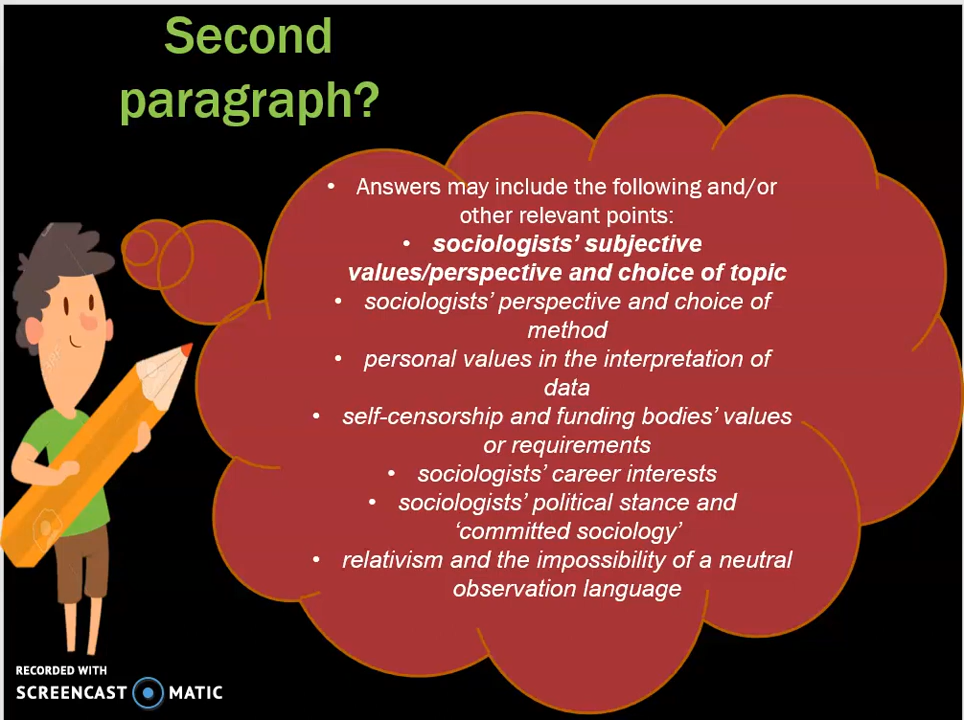 Second
paragraph?
• Answers may include the following and/or
other relevant points:
• sociologists’ subjective
values/perspective and choice of topic
• sociologists’ perspective and choice of
method
• personal values in the interpretation of
data
• self-censorship and funding bodies’ values
or requirements
• sociologists’ career interests
• sociologists’ political stance and
‘committed sociology’
• relativism and the impossibility of a neutral
observation language
RECORDED WITH
SCREENCAST MATIC